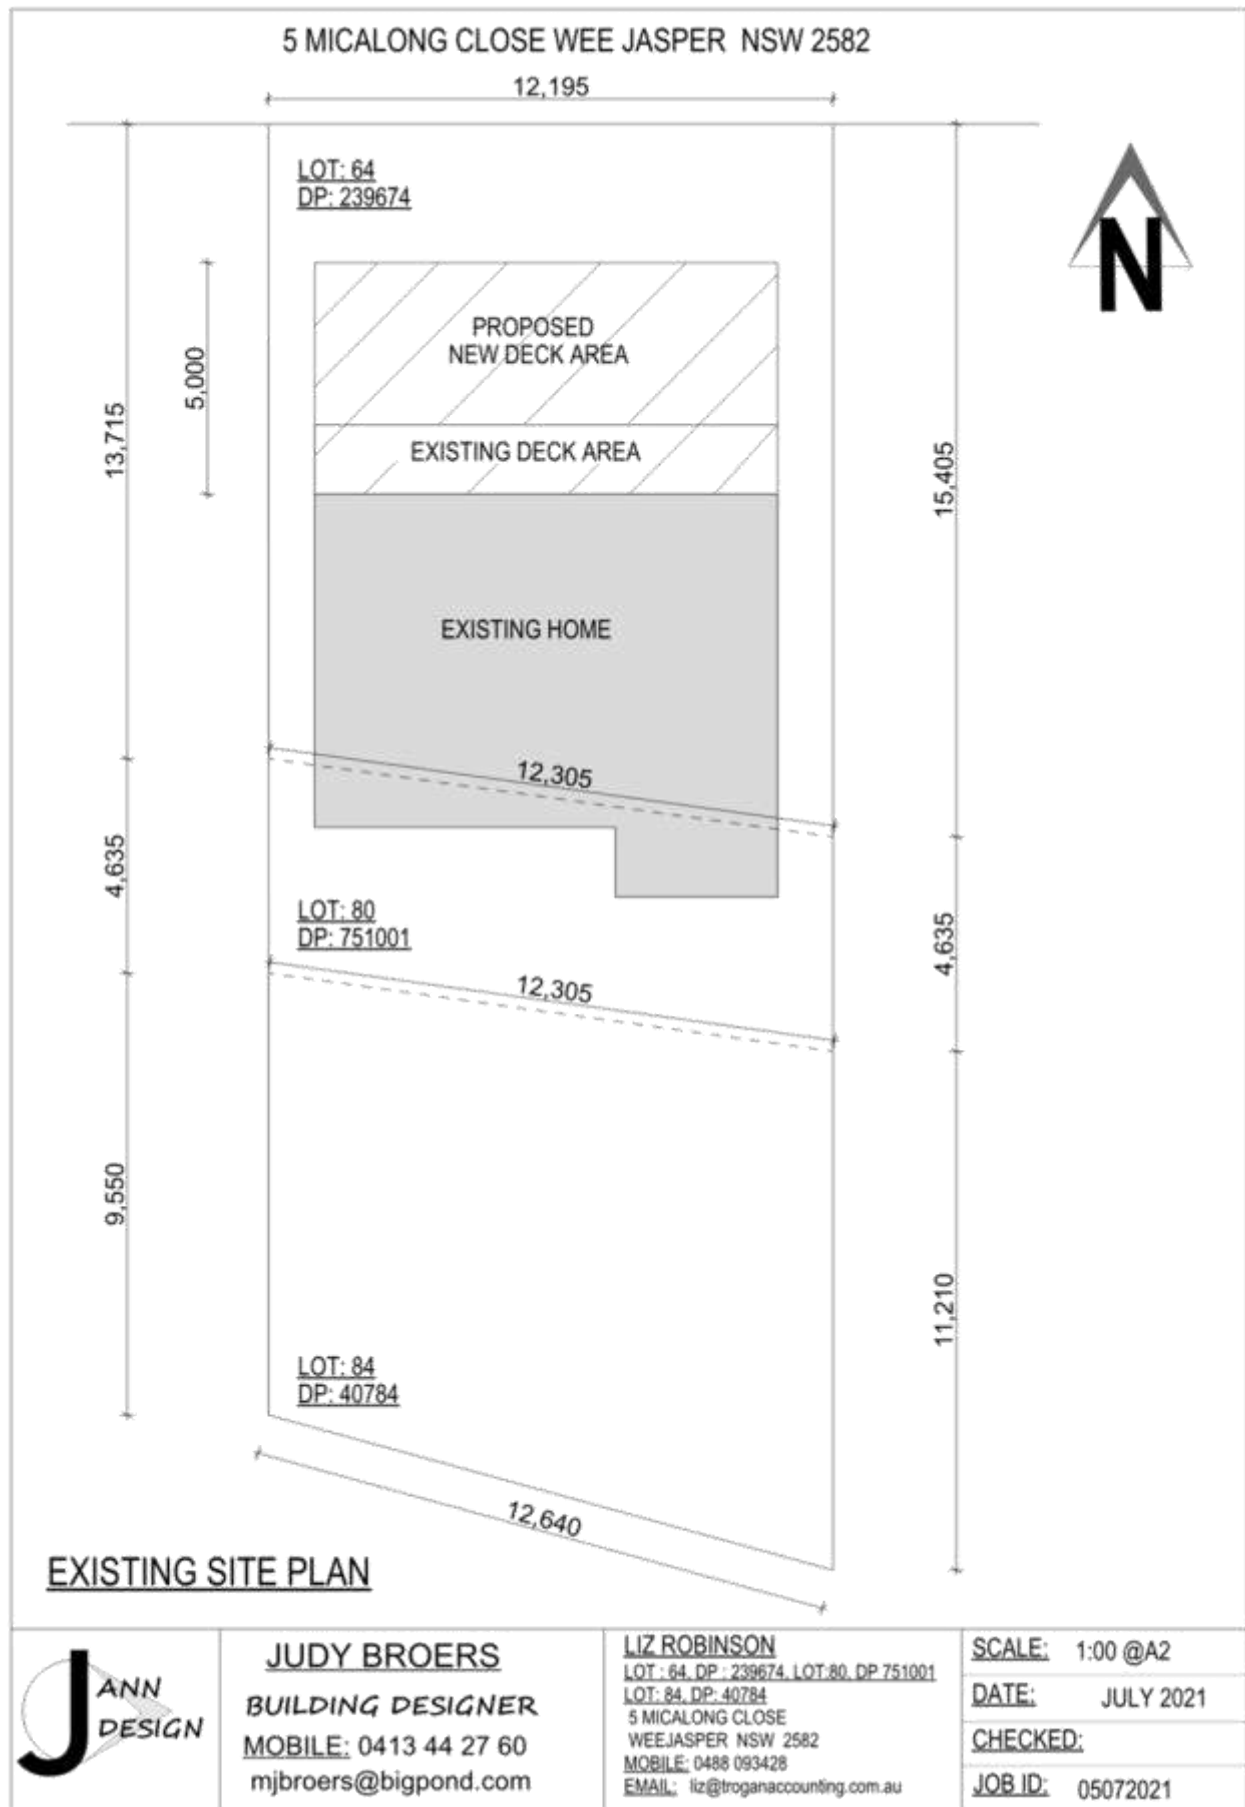 5 MICALONG CLOSE WEE JASPER NSW 2582
12,195
LOT: 64
DP: 239674
N
PROPOSED
NEW DECK AREA
5,000
13,715
EXISTING DECK AREA
15,405
EXISTING HOME
12,305
4,635
LOT: 80
DP: 751001
4,635
12,305
9,550
11,210
LOT: 84
DP: 40784
12,640
EXISTING SITE PLAN
J ANN
DESIGN
JUDY BROERS
BUILDING DESIGNER
MOBILE: 0413 44 27 60
mjbroers@bigpond.com
LIZ ROBINSON
LOT : 64, DP : 239674, LOT:80, DP 751001
LOT: 84, DP: 40784
5 MICALONG CLOSE
WEEJASPER NSW 2582
MOBILE: 0488 093428
EMAIL: liz@troganaccounting.com.au
SCALE: 1:00 @A2
DATE: JULY 2021
CHECKED:
JOB ID: 05072021